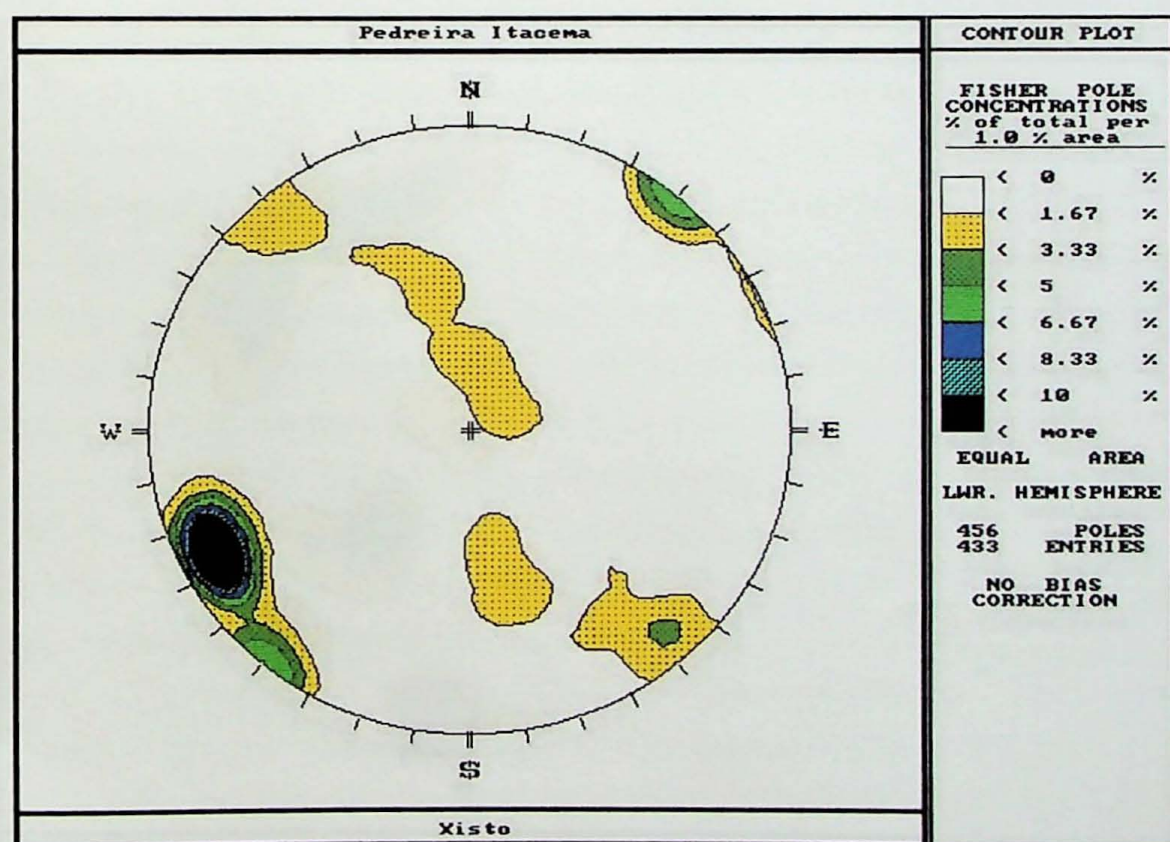 Pedreira Itacema
CONTOUR PLOT
N
W
E
S
FISHER POLE
CONCENTRATIONS
% of total per
1.0 % area
< 0 %
< 1.67 %
< 3.33 %
< 5
< 6.67 %
< 8.33 %
< 10 %
< more
EQUAL AREA
LWR. HEMISPHERE
456 POLES
433 ENTRIES
NO BIAS
CORRECTION
Xisto